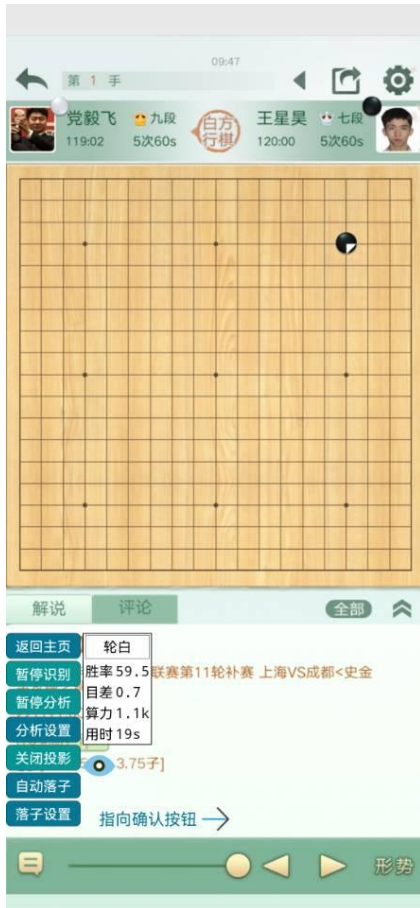 09:47
第 1 手
党毅飞 九段 白方行棋 王星昊 七段
119:02 5次60s 120:00 5次60s
解说 评论 全部
返回主页
轮白
暂停识别
胜率59.5
联赛第11轮补赛 上海VS成都<史金
暂停分析
目差0.7
算力1.1k
分析设置
用时19s
关闭投影
3.75子]
自动落子
落子设置
指向确认按钮
形势